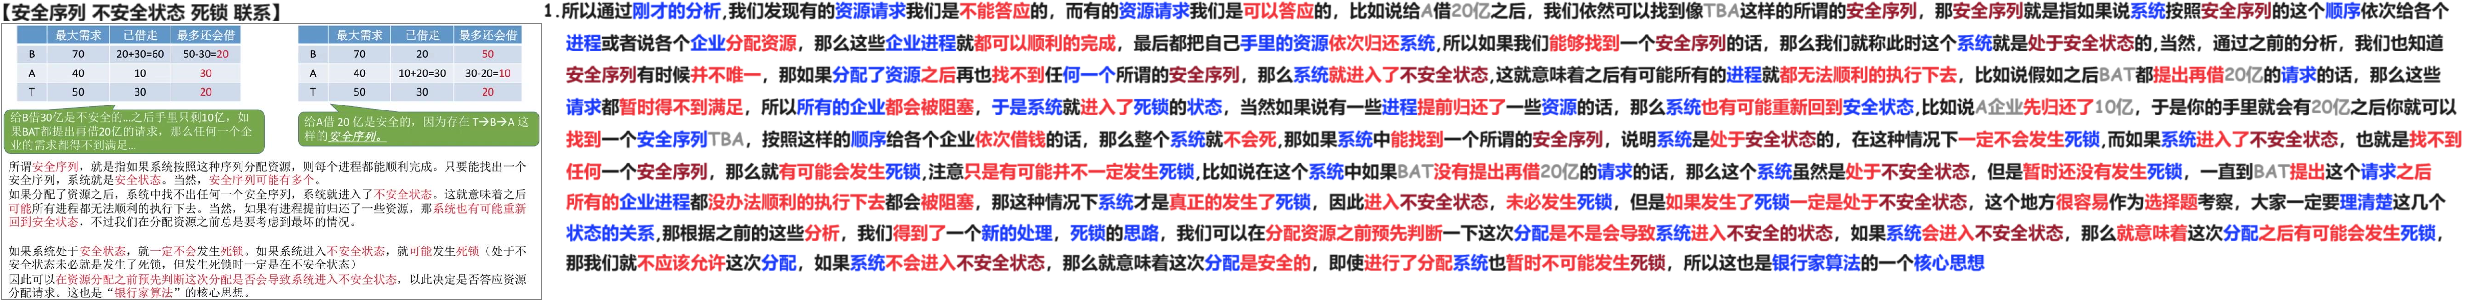 【安全序列 不安全状态 死锁 联系】
最大需求 已借走 最多还会借
B 70 20+30=60 50-30=20
A 40 10 30
T 50 30 20
给B借30亿是不安全的...之后手里只剩10亿，如
果BAT都提出再借20亿的请求，那么任何一个企
业的需求都得不到满足...
最大需求 已借走 最多还会借
B 70 20 50
A 40 10+20=30 30-20=10
T 50 30 20
给A借 20 亿是安全的，因为存在 T→B→A 这
样的安全序列。
所谓安全序列，就是指如果系统按照这种序列分配资源，则每个进程都能顺利完成。只要能找出一个
安全序列，系统就是安全状态。当然，安全序列可能有多个。
如果分配了资源之后，系统中找不出任何一个安全序列，系统就进入了不安全状态。这就意味着之后
可能所有进程都无法顺利的执行下去。当然，如果有进程提前归还了一些资源，那系统也有可能重新
回到安全状态，不过我们在分配资源之前总是要考虑到最坏的情况。
如果系统处于安全状态，就一定不会发生死锁。如果系统进入不安全状态，就可能发生死锁（处于不
安全状态未必就是发生了死锁，但发生死锁时一定是在不安全状态）
因此可以在资源分配之前预先判断这次分配是否会导致系统进入不安全状态，以此决定是否答应资源
分配请求。这也是“银行家算法”的核心思想。
1.所以通过刚才的分析,我们发现有的资源请求我们是不能答应的，而有的资源请求我们是可以答应的，比如说给A借20亿之后，我们依然可以找到像TBA这样的所谓的安全序列，那安全序列就是指如果说系统按照安全序列的这个顺序依次给各个
进程或者说各个企业分配资源，那么这些企业进程就都可以顺利的完成，最后都把自己手里的资源依次归还系统,所以如果我们能够找到一个安全序列的话，那么我们就称此时这个系统就是处于安全状态的,当然，通过之前的分析，我们也知道
安全序列有时候并不唯一，那如果分配了资源之后再也找不到任何一个所谓的安全序列，那么系统就进入了不安全状态,这就意味着之后有可能所有的进程就都无法顺利的执行下去，比如说假如之后BAT都提出再借20亿的请求的话，那么这些
请求都暂时得不到满足，所以所有的企业都会被阻塞，于是系统就进入了死锁的状态，当然如果说有一些进程提前归还了一些资源的话，那么系统也有可能重新回到安全状态,比如说A企业先归还了10亿，于是你的手里就会有20亿之后你就可以
找到一个安全序列TBA，按照这样的顺序给各个企业依次借钱的话，那么整个系统就不会死,那如果系统中能找到一个所谓的安全序列，说明系统是处于安全状态的，在这种情况下一定不会发生死锁,而如果系统进入了不安全状态，也就是找不到
任何一个安全序列，那么就有可能会发生死锁,注意只是有可能并不一定发生死锁,比如说在这个系统中如果BAT没有提出再借20亿的请求的话，那么这个系统虽然是处于不安全状态，但是暂时还没有发生死锁，一直到BAT提出这个请求之后
所有的企业进程都没办法顺利的执行下去都会被阻塞，那这种情况下系统才是真正的发生了死锁，因此进入不安全状态，未必发生死锁，但是如果发生了死锁一定是处于不安全状态，这个地方很容易作为选择题考察，大家一定要理清楚这几个
状态的关系,那根据之前的这些分析，我们得到了一个新的处理，死锁的思路，我们可以在分配资源之前预先判断一下这次分配是不是会导致系统进入不安全的状态，如果系统会进入不安全状态，那么就意味着这次分配之后有可能会发生死锁，
那我们就不应该允许这次分配，如果系统不会进入不安全状态，那么就意味着这次分配是安全的，即使进行了分配系统也暂时不可能发生死锁，所以这也是银行家算法的一个核心思想